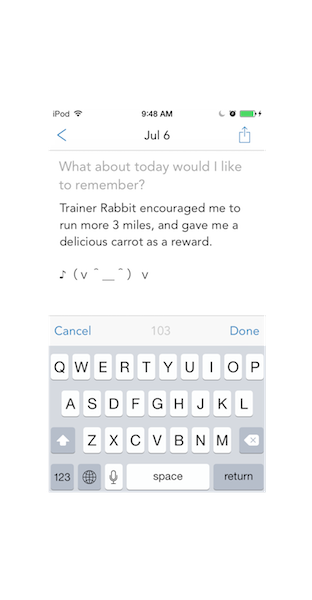 iPod 9:48 AM
Jul 6
What about today would I like
to remember?
Trainer Rabbit encouraged me to
run more 3 miles, and gave me a
delicious carrot as a reward.
♪ ( v ˆ__ˆ ) v
Cancel 103 Done
Q W E R T Y U I O P
A S D F G H J K L
Z X C V B N M
123 space return